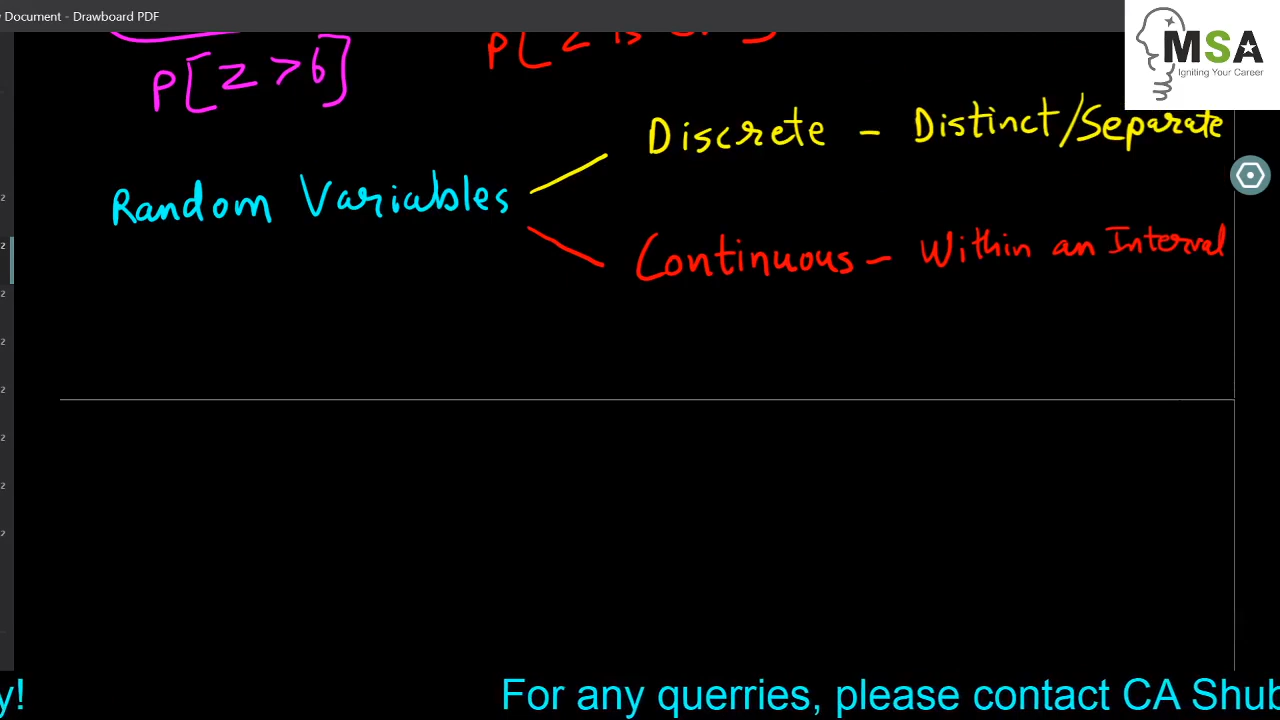 Document - Drawboard PDF
MSA
Igniting Your Career
P[Z is
P[Z > 6]
Discrete - Distinct/Separate
Random Variables
Continuous - Within an Interval
y! For any querries, please contact CA Shub